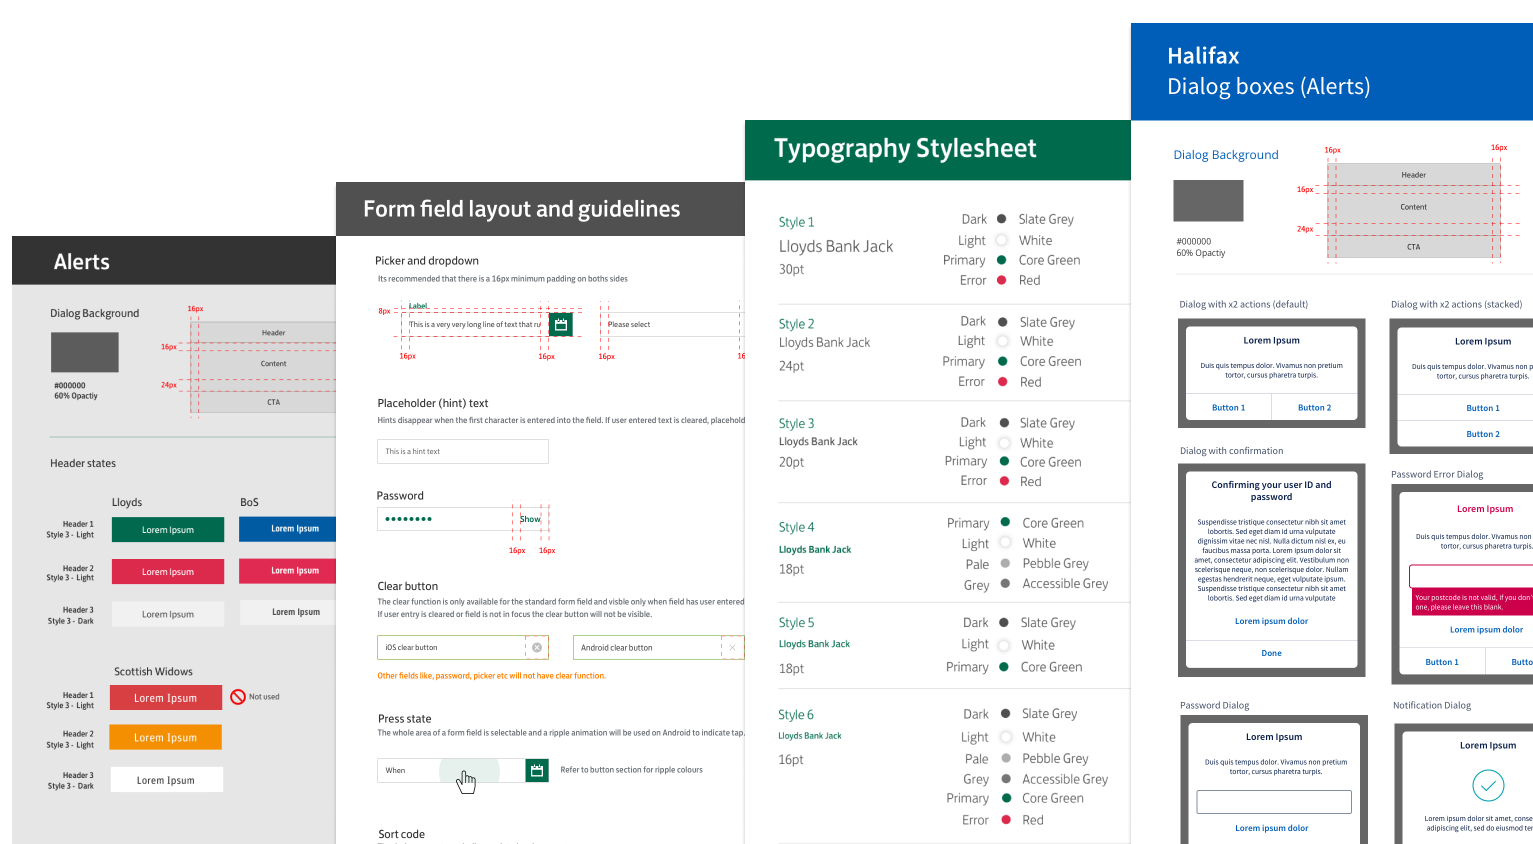 Alerts
Dialog Background
#000000
60% Opactiy
16px
16px
24px
Header
Content
CTA
Header states
Lloyds
BoS
Header 1
Style 3 - Light
Lorem Ipsum
Lorem Ipsum
Header 2
Style 3 - Light
Lorem Ipsum
Lorem Ipsum
Header 3
Style 3 - Dark
Lorem Ipsum
Lorem Ipsum
Scottish Widows
Header 1
Style 3 - Light
Lorem Ipsum
Not used
Header 2
Style 3 - Light
Lorem Ipsum
Header 3
Style 3 - Dark
Lorem Ipsum
Form field layout and guidelines
Picker and dropdown
Its recommended that there is a 16px minimum padding on boths sides
8px
Label
This is a very very long line of text that ru
Please select
16px
16px
16px
16
Placeholder (hint) text
Hints disappear when the first character is entered into the field. If user entered text is cleared, placehold
This is a hint text
Password
Show
16px
16px
Clear button
The clear function is only available for the standard form field and visble only when field has user entered
If user entry is cleared or field is not in focus the clear button will not be visible.
iOS clear button
Android clear button
Other fields like, password, picker etc will not have clear function.
Press state
The whole area of a form field is selectable and a ripple animation will be used on Android to indicate tap.
When
Refer to button section for ripple colours
Sort code
Typography Stylesheet
Style 1
Lloyds Bank Jack
30pt
Dark Slate Grey
Light White
Primary Core Green
Error Red
Style 2
Lloyds Bank Jack
24pt
Dark Slate Grey
Light White
Primary Core Green
Error Red
Style 3
Lloyds Bank Jack
20pt
Dark Slate Grey
Light White
Primary Core Green
Error Red
Style 4
Lloyds Bank Jack
18pt
Primary Core Green
Light White
Pale Pebble Grey
Grey Accessible Grey
Style 5
Lloyds Bank Jack
18pt
Dark Slate Grey
Light White
Primary Core Green
Style 6
Lloyds Bank Jack
16pt
Dark Slate Grey
Light White
Pale Pebble Grey
Grey Accessible Grey
Primary Core Green
Error Red
Halifax
Dialog boxes (Alerts)
Dialog Background
#000000
60% Opactiy
16px
16px
16px
24px
Header
Content
CTA
Dialog with x2 actions (default)
Lorem Ipsum
Duis quis tempus dolor. Vivamus non pretium
tortor, cursus pharetra turpis.
Button 1
Button 2
Dialog with x2 actions (stacked)
Lorem Ipsum
Duis quis tempus dolor. Vivamus non p
tortor, cursus pharetra turpis.
Button 1
Button 2
Dialog with confirmation
Confirming your user ID and
password
Suspendisse tristique consectetur nibh sit amet
lobortis. Sed eget diam id urna vulputate
dignissim vitae nec nisl. Nulla dictum nisl ex, eu
faucibus massa porta. Lorem ipsum dolor sit
amet, consectetur adipiscing elit. Vestibulum non
scelerisque neque, non scelerisque dolor. Nullam
egestas hendrerit neque, eget vulputate ipsum.
Suspendisse tristique consectetur nibh sit amet
lobortis. Sed eget diam id urna vulputate
Lorem ipsum dolor
Done
Password Error Dialog
Lorem Ipsum
Duis quis tempus dolor. Vivamus non
tortor, cursus pharetra turpis.
Your postcode is not valid, if you don'
one, please leave this blank.
Lorem ipsum dolor
Button 1
Butto
Password Dialog
Lorem Ipsum
Duis quis tempus dolor. Vivamus non pretium
tortor, cursus pharetra turpis.
Lorem ipsum dolor
Notification Dialog
Lorem Ipsum
Lorem ipsum dolor sit amet, conse
adipiscing elit, sed do eiusmod ter